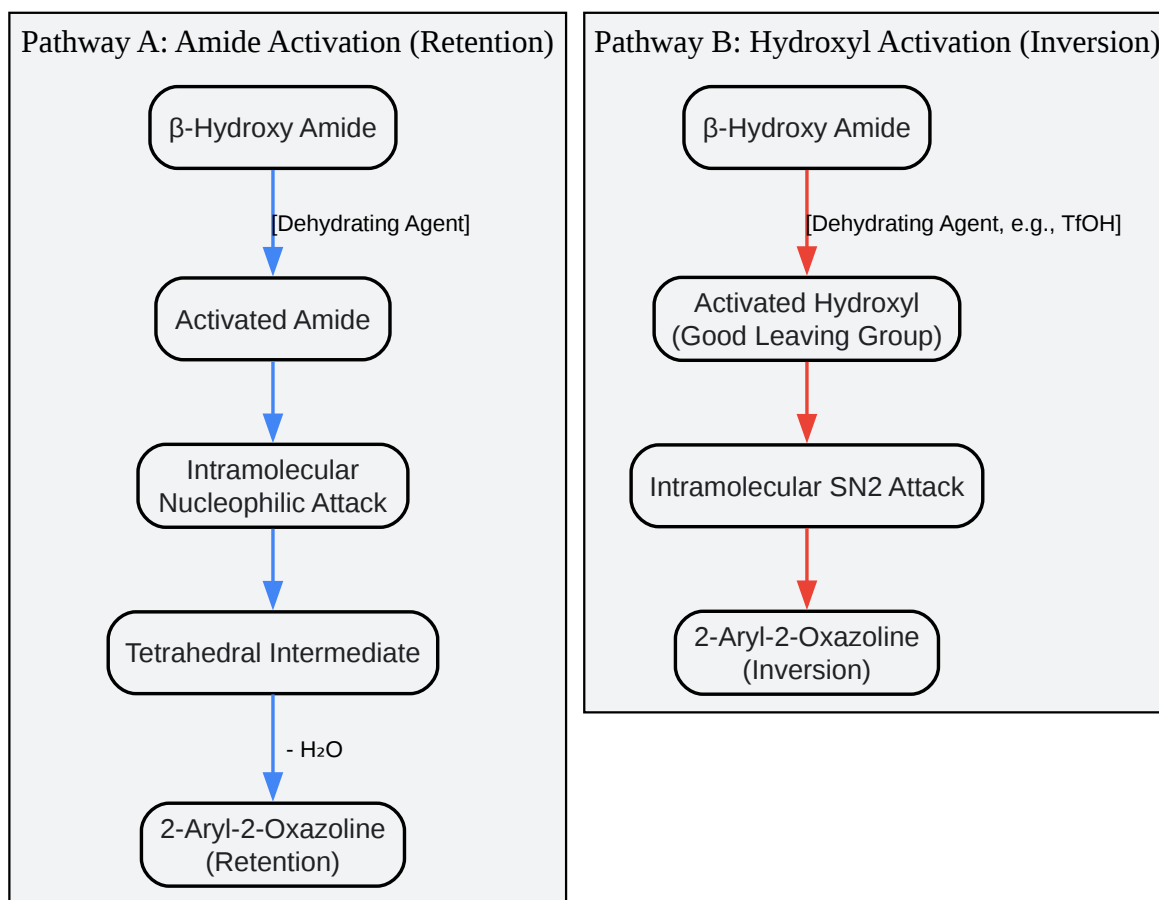 Pathway A: Amide Activation (Retention)
β-Hydroxy Amide
[Dehydrating Agent]
Activated Amide
Intramolecular
Nucleophilic Attack
Tetrahedral Intermediate
- H₂O
2-Aryl-2-Oxazoline
(Retention)
Pathway B: Hydroxyl Activation (Inversion)
β-Hydroxy Amide
[Dehydrating Agent, e.g., TfOH]
Activated Hydroxyl
(Good Leaving Group)
Intramolecular SN2 Attack
2-Aryl-2-Oxazoline
(Inversion)